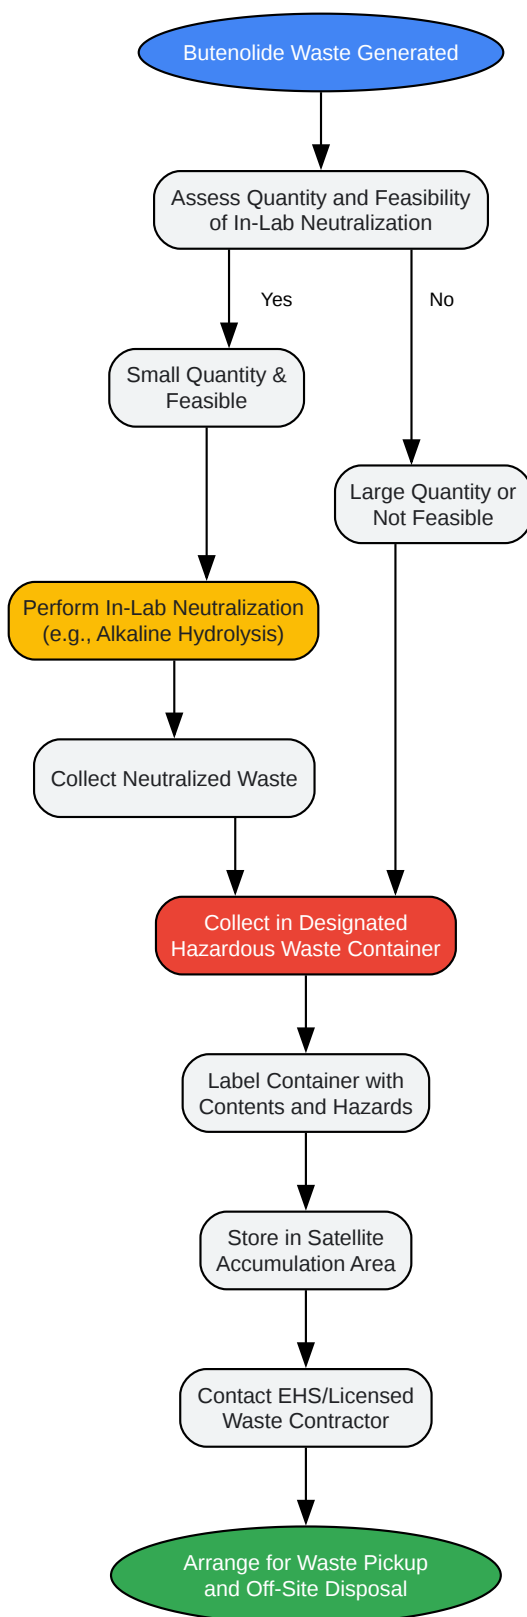 Butenolide Waste Generated
Assess Quantity and Feasibility
of In-Lab Neutralization
Yes
No
Small Quantity &
Feasible
Large Quantity or
Not Feasible
Perform In-Lab Neutralization
(e.g., Alkaline Hydrolysis)
Collect Neutralized Waste
Collect in Designated
Hazardous Waste Container
Label Container with
Contents and Hazards
Store in Satellite
Accumulation Area
Contact EHS/Licensed
Waste Contractor
Arrange for Waste Pickup
and Off-Site Disposal